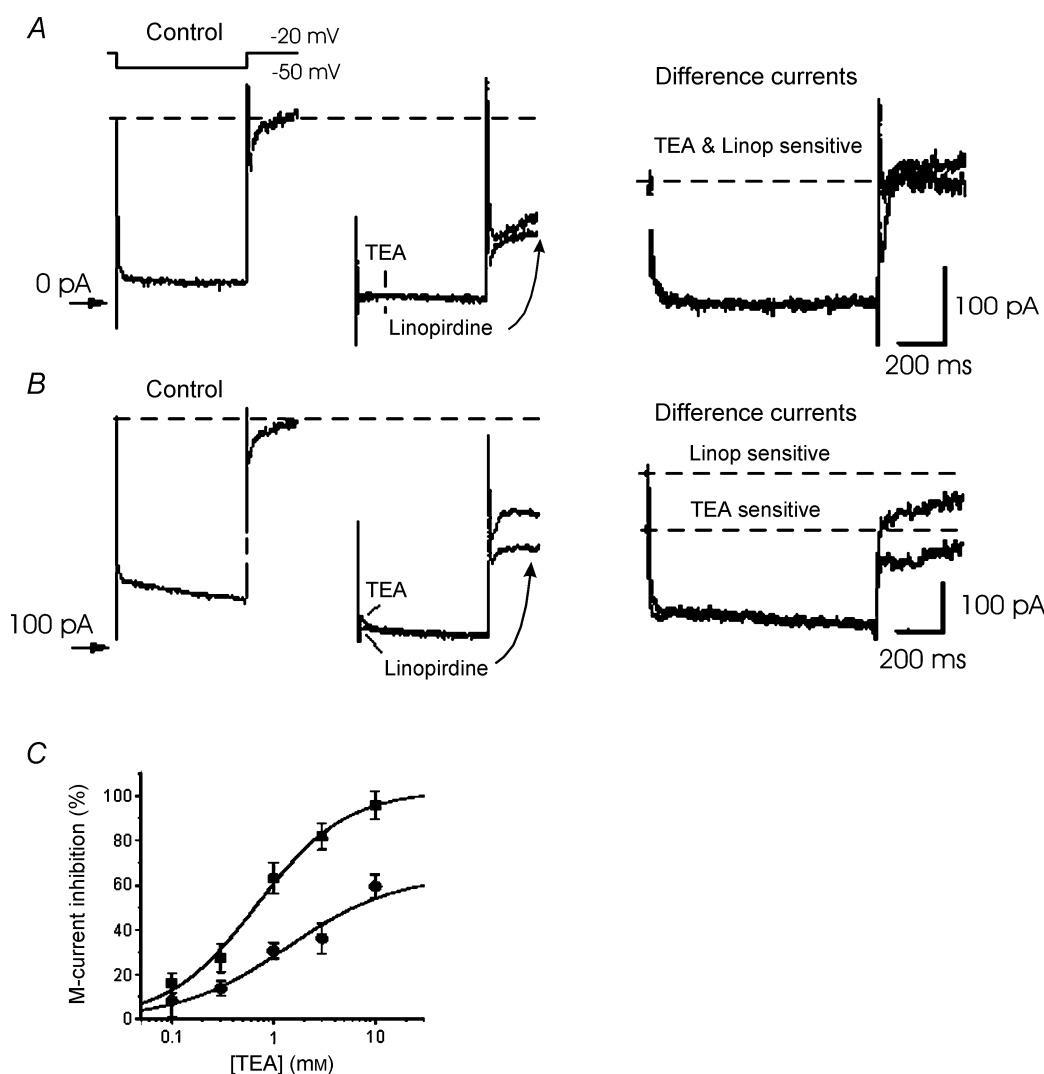 A
Control
-20 mV
-50 mV
0 pA
TEA
Linopirdine
Difference currents
TEA & Linop sensitive
100 pA
200 ms
B
Control
100 pA
TEA
Linopirdine
Difference currents
Linop sensitive
TEA sensitive
100 pA
200 ms
C
M-current inhibition (%)
100
80
60
40
20
0
0.1
1
10
[TEA] (mM)